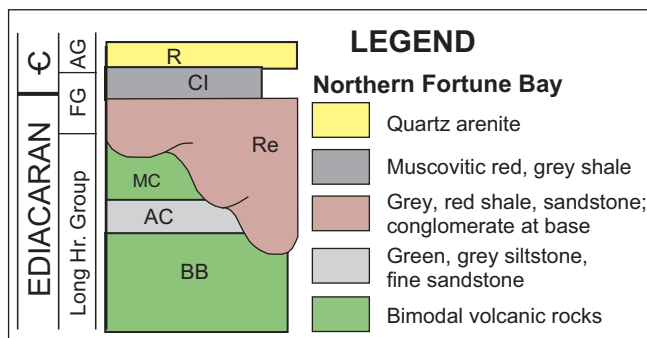 Є
EDIACARAN
AG
FG
Long Hr. Group
R
CI
Re
MC
AC
BB
LEGEND
Northern Fortune Bay
Quartz arenite
Muscovitic red, grey shale
Grey, red shale, sandstone;
conglomerate at base
Green, grey siltstone,
fine sandstone
Bimodal volcanic rocks